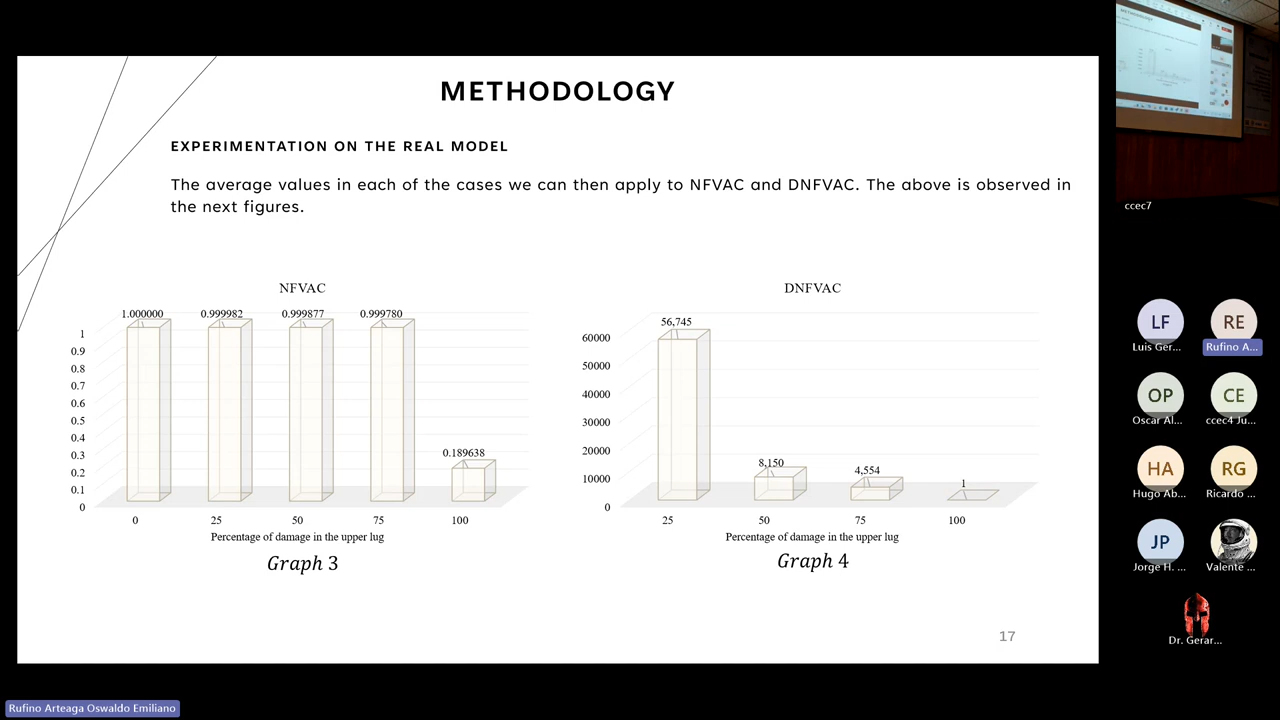 METHODOLOGY
EXPERIMENTATION ON THE REAL MODEL
The average values in each of the cases we can then apply to NFVAC and DNFVAC. The above is observed in
the next figures.
NFVAC
1.000000
0.999982
0.999877
0.999780
0.189638
1
0.9
0.8
0.7
0.6
0.5
0.4
0.3
0.2
0.1
0
0 25 50 75 100
Percentage of damage in the upper lug
Graph 3
DNFVAC
56,745
8,150
4,554
1
60000
50000
40000
30000
20000
10000
0
25 50 75 100
Percentage of damage in the upper lug
Graph 4
17
Rufino Arteaga Oswaldo Emiliano
ccec7
LF
Luis Ger...
RE
Rufino A...
OP
Oscar Al...
CE
ccec4 Ju...
HA
Hugo Ab...
RG
Ricardo ...
JP
Jorge H. ...
Valente ...
Dr. Gerar...